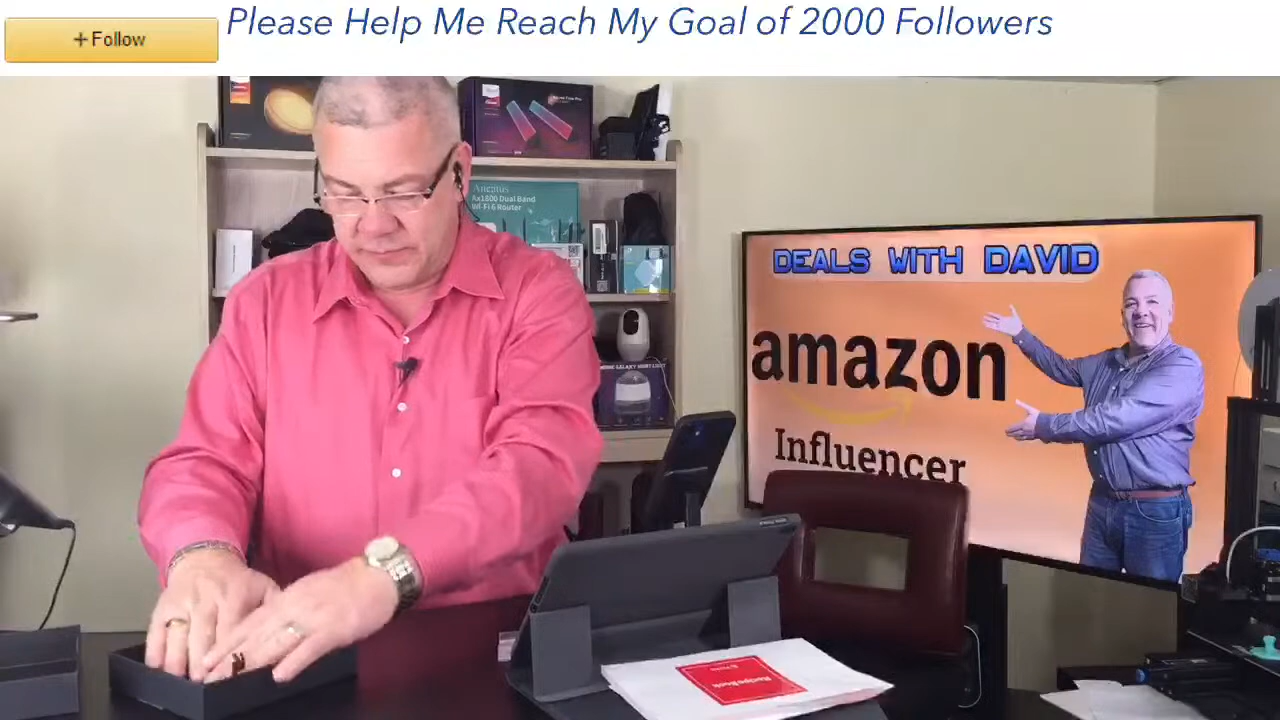 +Follow
Please Help Me Reach My Goal of 2000 Followers
Ax1800 Dual Band
Wi-Fi 6 Router
DEALS WITH DAVID
amazon
Influencer